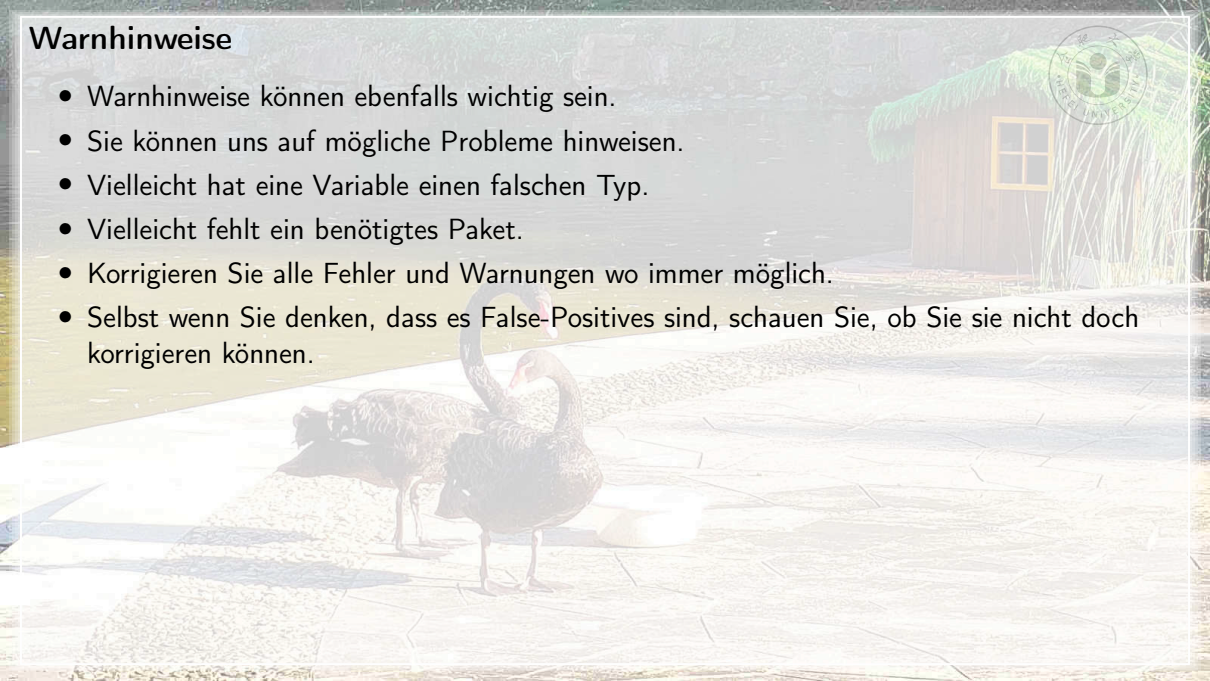 Warnhinweise
• Warnhinweise können ebenfalls wichtig sein.
• Sie können uns auf mögliche Probleme hinweisen.
• Vielleicht hat eine Variable einen falschen Typ.
• Vielleicht fehlt ein benötigtes Paket.
• Korrigieren Sie alle Fehler und Warnungen wo immer möglich.
• Selbst wenn Sie denken, dass es False-Positives sind, schauen Sie, ob Sie sie nicht doch
korrigieren können.